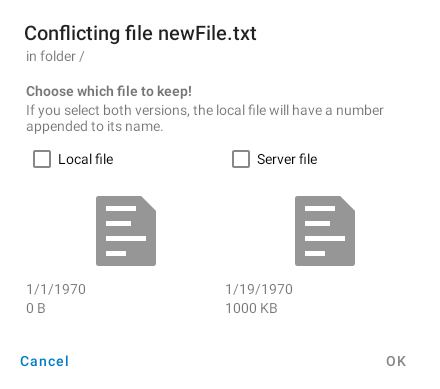 Conflicting file newFile.txt
in folder /
Choose which file to keep!
If you select both versions, the local file will have a number
appended to its name.
Local file
Server file
1/1/1970
0 B
1/19/1970
1000 KB
Cancel
OK